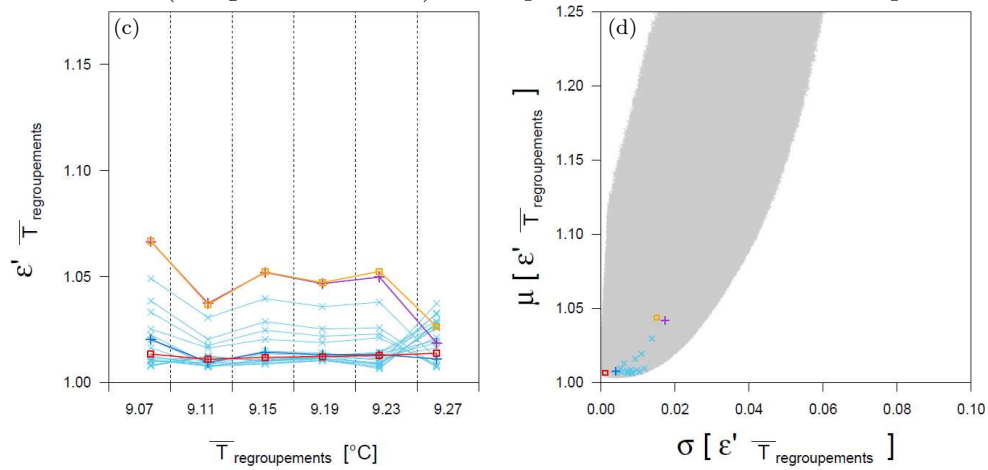 (c)
1.15
1.10
1.05
1.00
ε' T̅ regroupements
9.07 9.11 9.15 9.19 9.23 9.27
T̅ regroupements [°C]
(d)
1.25
1.20
1.15
1.10
1.05
1.00
μ [ ε' T̅ regroupements ]
0.00 0.02 0.04 0.06 0.08 0.10
σ [ ε' T̅ regroupements ]